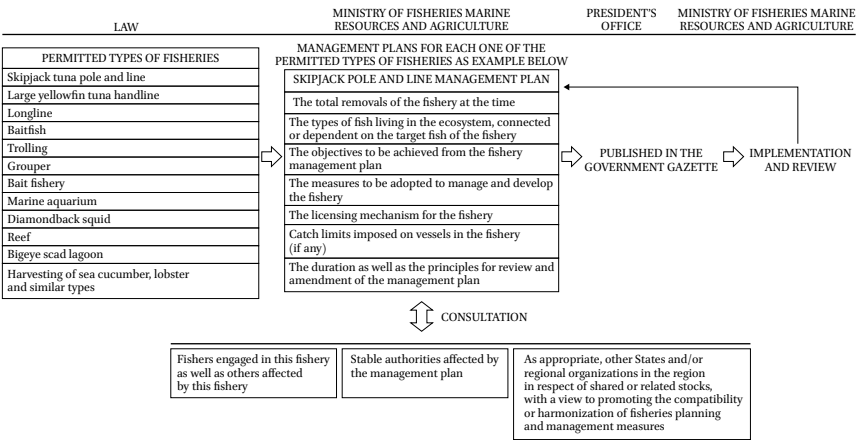 LAW
MINISTRY OF FISHERIES MARINE
RESOURCES AND AGRICULTURE
PRESIDENT'S
OFFICE
MINISTRY OF FISHERIES MARINE
RESOURCES AND AGRICULTURE
PERMITTED TYPES OF FISHERIES
Skipjack tuna pole and line
Large yellowfin tuna handline
Longline
Baitfish
Trolling
Grouper
Bait fishery
Marine aquarium
Diamondback squid
Reef
Bigeye scad lagoon
Harvesting of sea cucumber, lobster
and similar types
MANAGEMENT PLANS FOR EACH ONE OF THE
PERMITTED TYPES OF FISHERIES AS EXAMPLE BELOW
SKIPJACK POLE AND LINE MANAGEMENT PLAN
The total removals of the fishery at the time
The types of fish living in the ecosystem, connected
or dependent on the target fish of the fishery
The objectives to be achieved from the fishery
management plan
The measures to be adopted to manage and develop
the fishery
The licensing mechanism for the fishery
Catch limits imposed on vessels in the fishery
(if any)
The duration as well as the principles for review and
amendment of the management plan
PUBLISHED IN THE
GOVERNMENT GAZETTE
IMPLEMENTATION
AND REVIEW
CONSULTATION
Fishers engaged in this fishery
as well as others affected
by this fishery
Stable authorities affected by
the management plan
As appropriate, other States and/or
regional organizations in the region
in respect of shared or related stocks,
with a view to promoting the compatibility
or harmonization of fisheries planning
and management measures